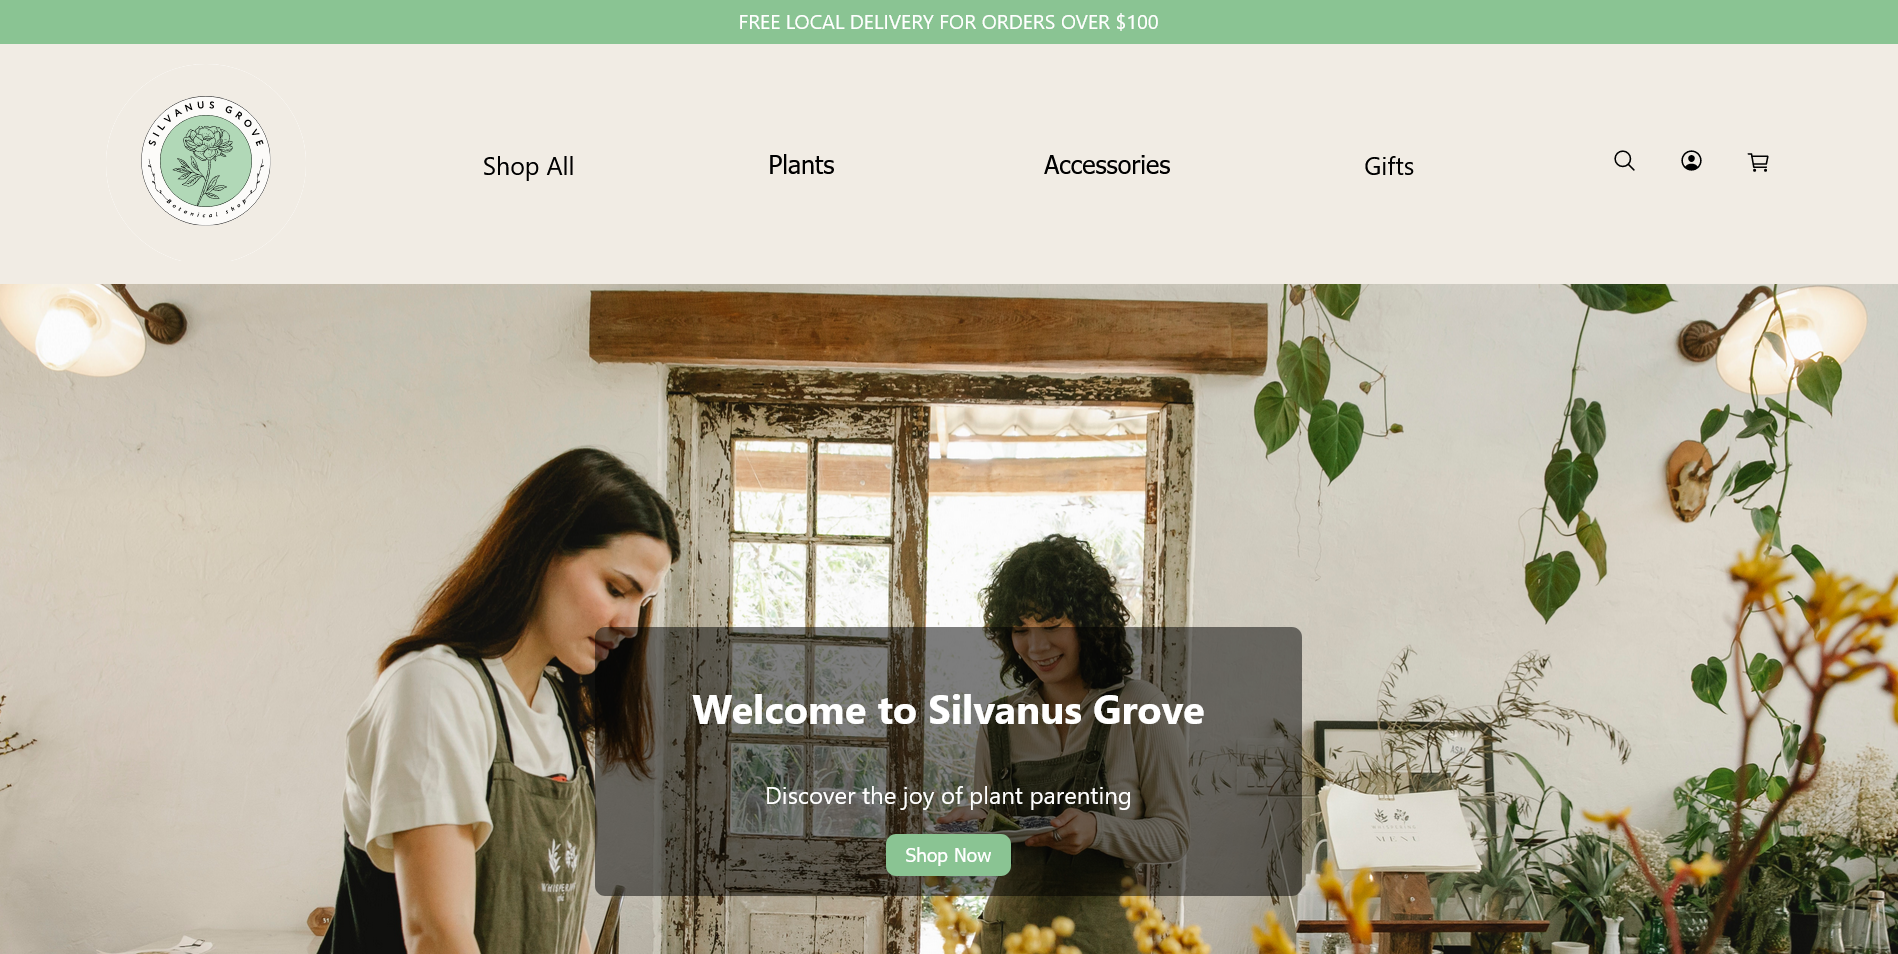 FREE LOCAL DELIVERY FOR ORDERS OVER $100
SILVANUS GROVE
Botanical shop
Shop All
Plants
Accessories
Gifts
Welcome to Silvanus Grove
Discover the joy of plant parenting
Shop Now
MENU